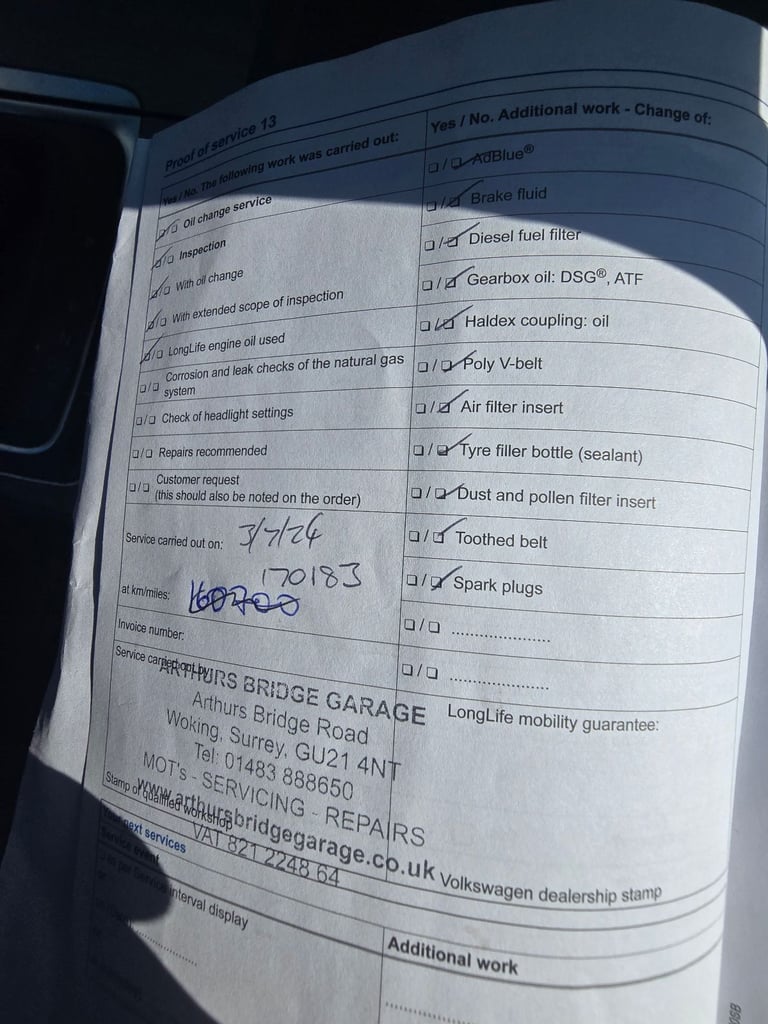 Proof of service 13
Yes / No. The following work was carried out:
Oil change service
Inspection
With oil change
With extended scope of inspection
LongLife engine oil used
Corrosion and leak checks of the natural gas
system
Check of headlight settings
Repairs recommended
Customer request
(this should also be noted on the order)
Service carried out on: 3/7/24
170183
at km/miles: 160700
Invoice number:
Service carried out by:
ARTHURS BRIDGE GARAGE
Arthurs Bridge Road
Woking, Surrey, GU21 4NT
Tel: 01483 888650
MOT's - SERVICING - REPAIRS
www.arthursbridgegarage.co.uk
VAT 821 2248 64
Stamp of qualified workshop
Yes / No. Additional work - Change of:
AdBlue®
Brake fluid
Diesel fuel filter
Gearbox oil: DSG®, ATF
Haldex coupling: oil
Poly V-belt
Air filter insert
Tyre filler bottle (sealant)
Dust and pollen filter insert
Toothed belt
Spark plugs
LongLife mobility guarantee:
Volkswagen dealership stamp
Your next services
Service event
as per Service interval display
Additional work